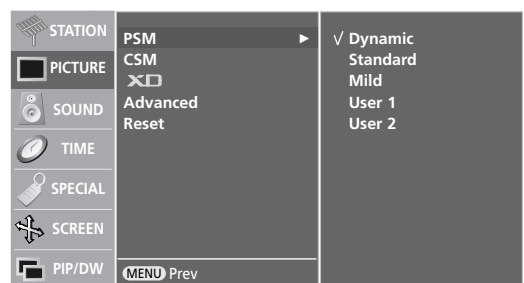 STATION
PICTURE
SOUND
TIME
SPECIAL
SCREEN
PIP/DW
PSM ▶
CSM
XD
Advanced
Reset
MENU Prev
√ Dynamic
Standard
Mild
User 1
User 2